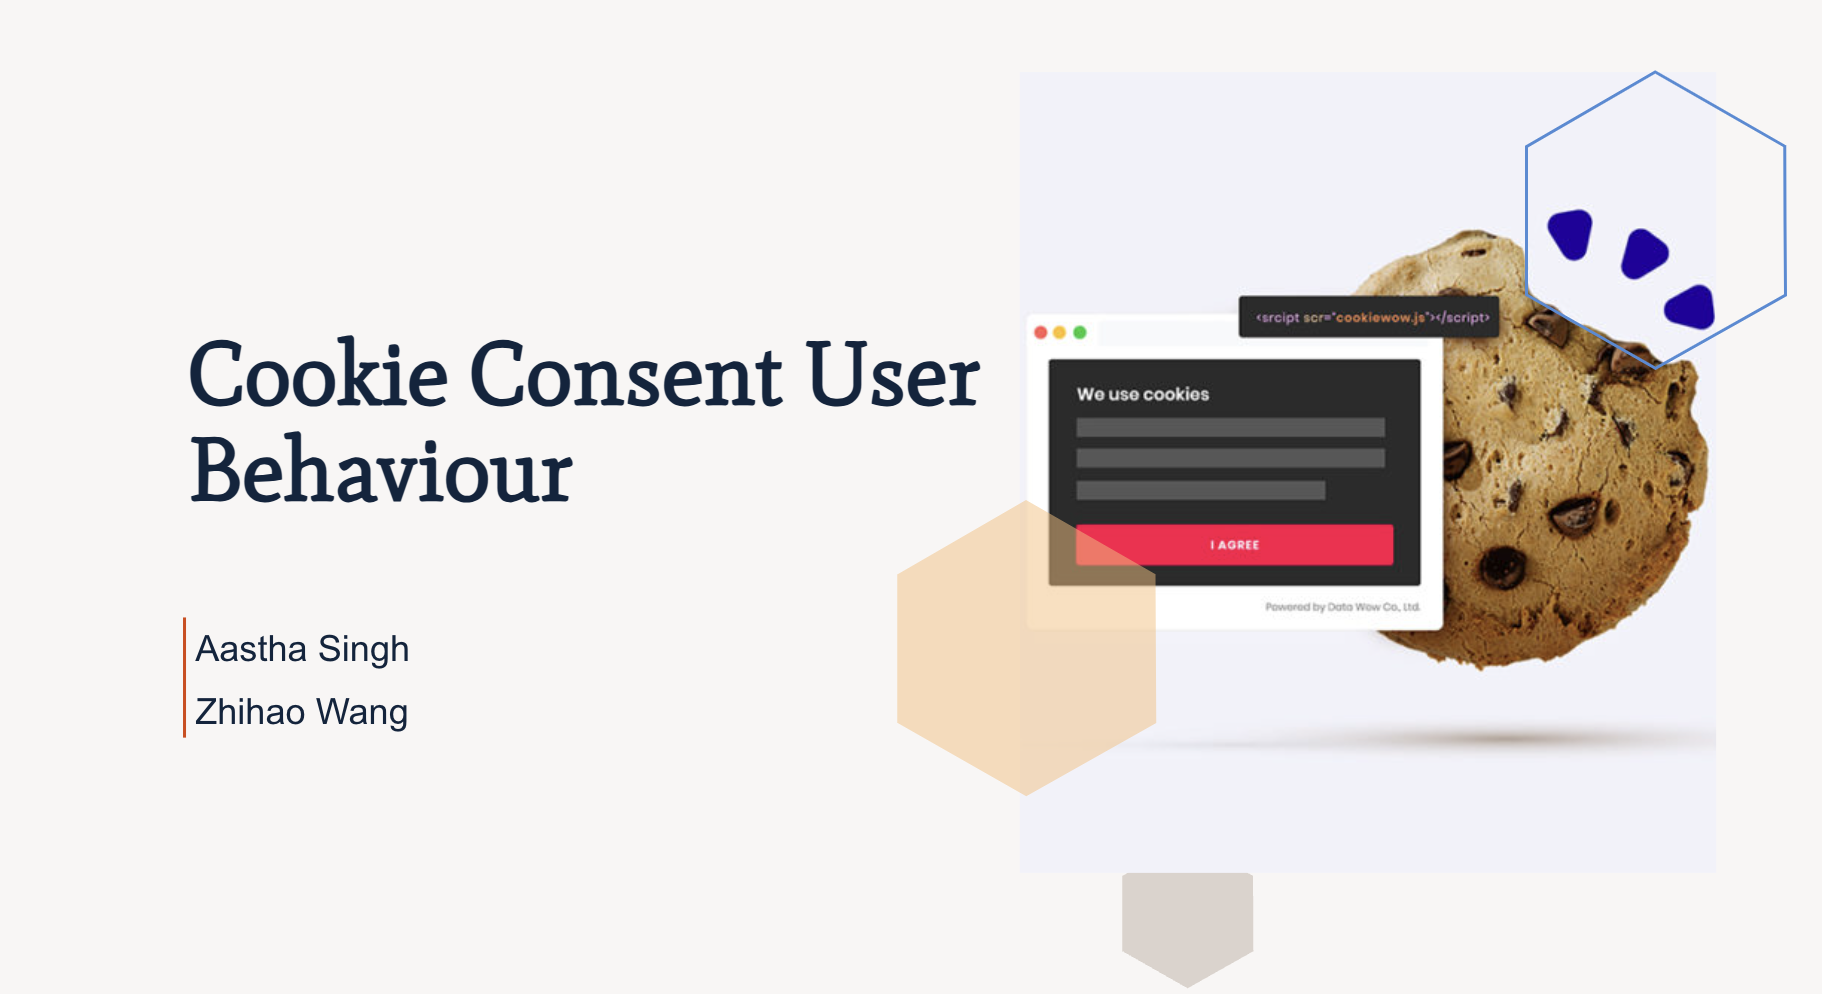 Cookie Consent User
Behaviour
Aastha Singh
Zhihao Wang
<srcipt scr="cookiewow.js"></script>
We use cookies
I AGREE
Powered by Data Wow Co., Ltd.